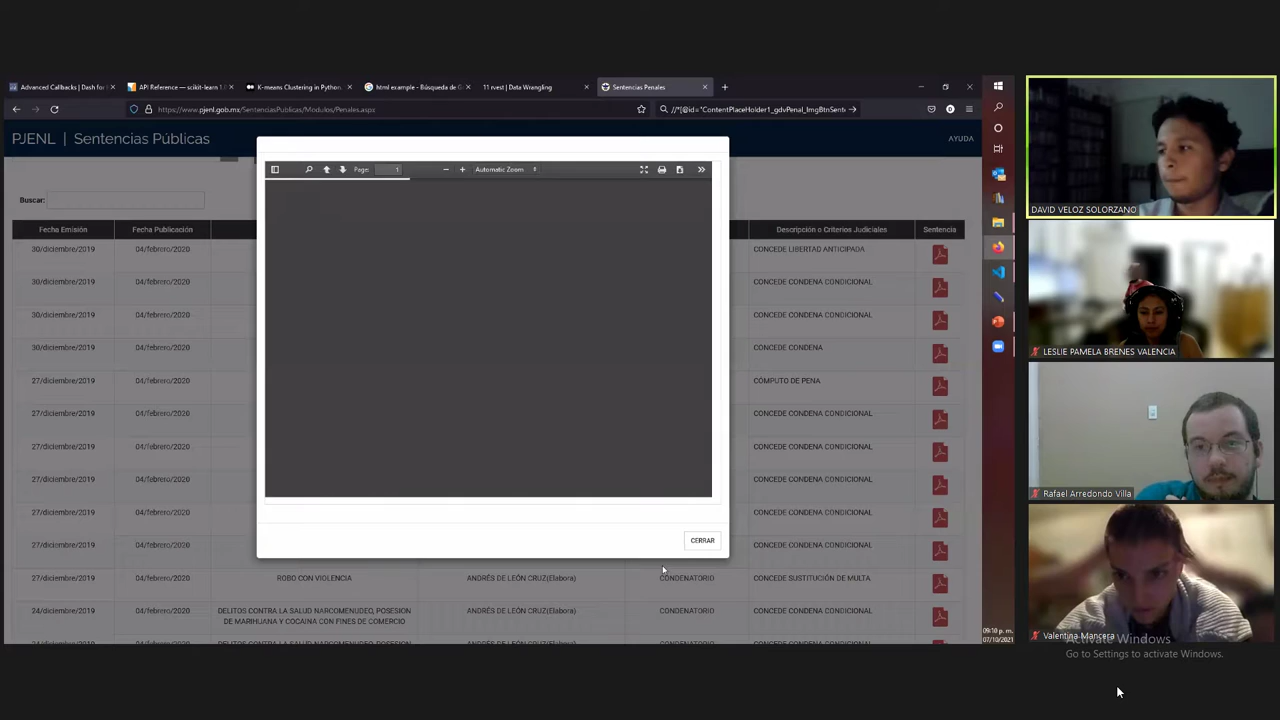 Advanced Callbacks | Dash for
API Reference — scikit-learn 1.0
K-means Clustering in Python.
html example - Búsqueda de G
11 rvest | Data Wrangling
Sentencias Penales
https://www.pjenl.gob.mx/SentenciasPublicas/Modulos/Penales.aspx
//*[@id="ContentPlaceHolder1_gdvPenal_ImgBtnSent
PJENL | Sentencias Públicas
AYUDA
Page: 1
Automatic Zoom
Buscar:
Fecha Emisión Fecha Publicación Descripción o Criterios Judiciales Sentencia
30/diciembre/2019 04/febrero/2020 CONCEDE LIBERTAD ANTICIPADA
30/diciembre/2019 04/febrero/2020 CONCEDE CONDENA CONDICIONAL
30/diciembre/2019 04/febrero/2020 CONCEDE CONDENA CONDICIONAL
30/diciembre/2019 04/febrero/2020 CONCEDE CONDENA
27/diciembre/2019 04/febrero/2020 CÓMPUTO DE PENA
27/diciembre/2019 04/febrero/2020 CONCEDE CONDENA CONDICIONAL
27/diciembre/2019 04/febrero/2020 CONCEDE CONDENA CONDICIONAL
27/diciembre/2019 04/febrero/2020 CONCEDE CONDENA CONDICIONAL
27/diciembre/2019 04/febrero/2020 CONCEDE CONDENA CONDICIONAL
27/diciembre/2019 04/febrero/2020 CONCEDE CONDENA CONDICIONAL
CERRAR
27/diciembre/2019 04/febrero/2020 ROBO CON VIOLENCIA ANDRÉS DE LEÓN CRUZ(Elabora) CONDENATORIO CONCEDE SUSTITUCIÓN DE MULTA
24/diciembre/2019 04/febrero/2020 DELITOS CONTRA LA SALUD NARCOMENUDEO, POSESION ANDRÉS DE LEÓN CRUZ(Elabora) CONDENATORIO CONCEDE CONDENA CONDICIONAL
DE MARIHUANA Y COCAINA CON FINES DE COMERCIO
09:10 p. m.
07/10/2021
DAVID VELOZ SOLORZANO
LESLIE PAMELA BRENES VALENCIA
Rafael Arredondo Villa
Valentina Mancera
Activate Windows
Go to Settings to activate Windows.